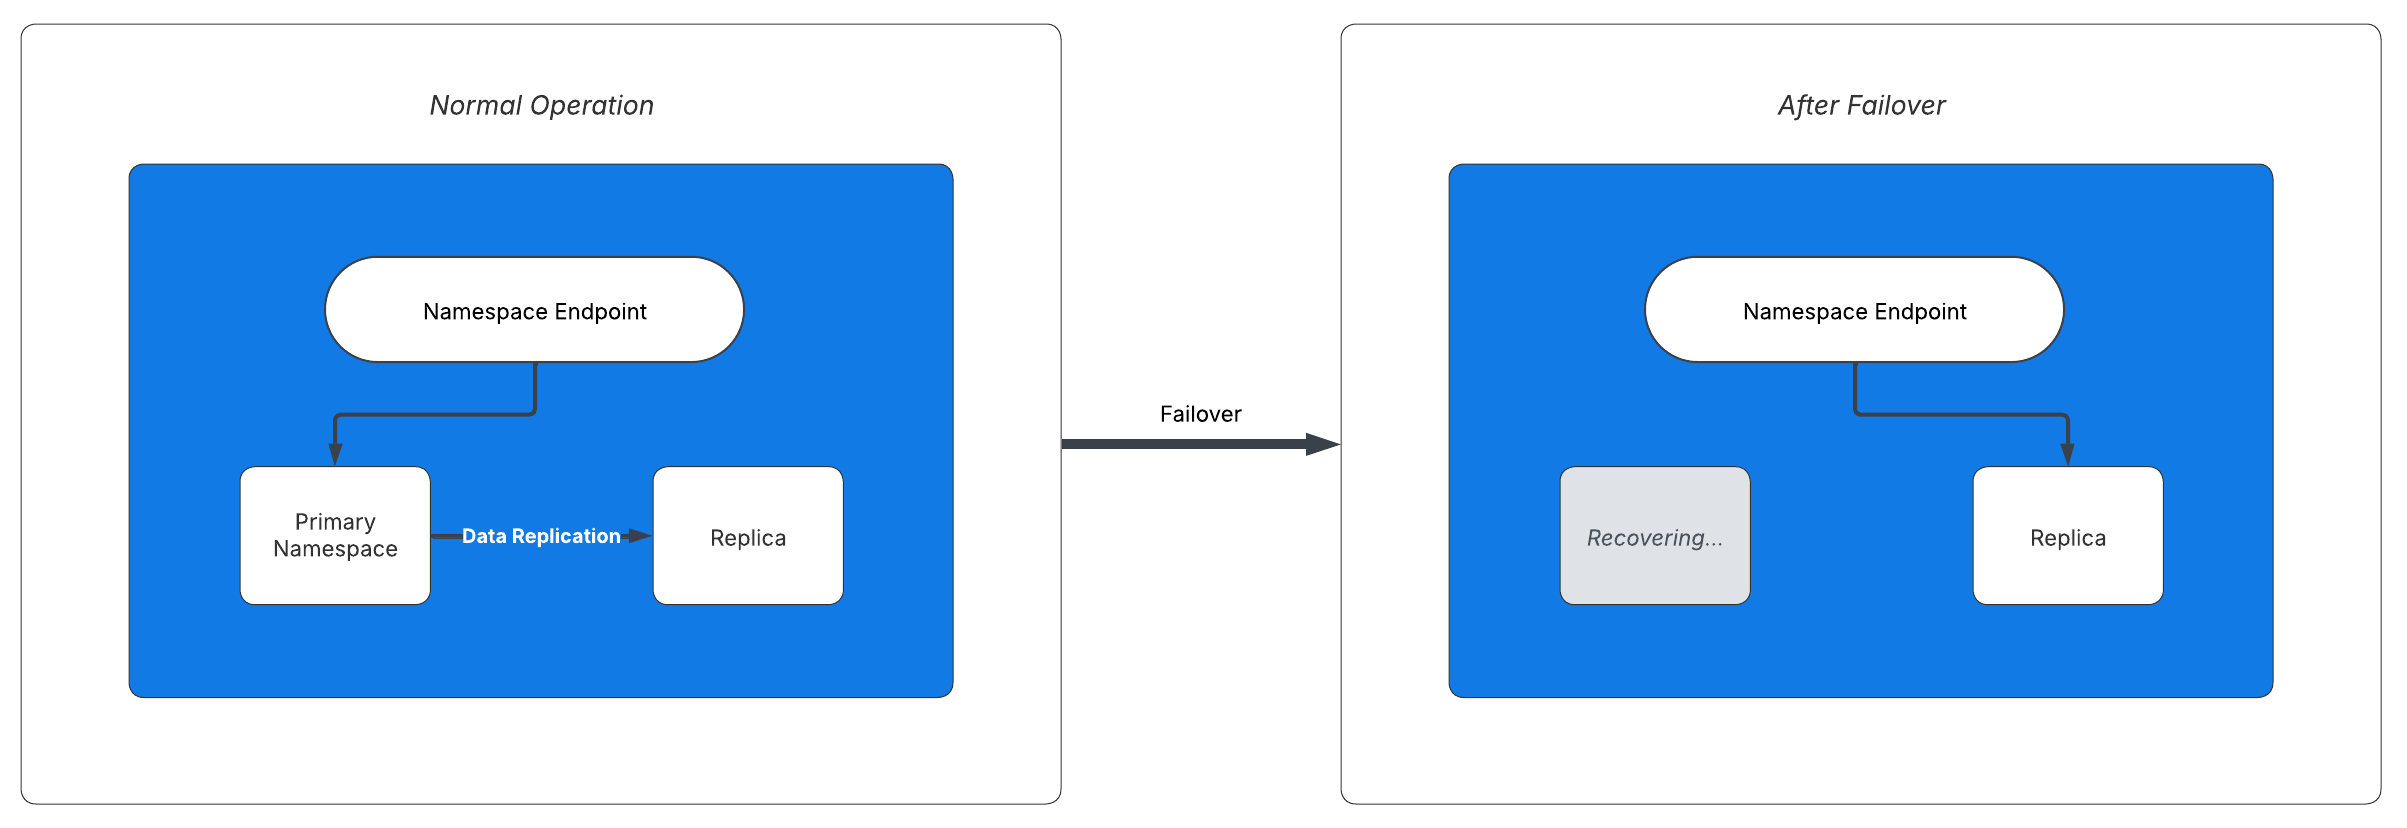 Normal Operation
Namespace Endpoint
Primary
Namespace
Data Replication
Replica
Failover
After Failover
Namespace Endpoint
Recovering...
Replica